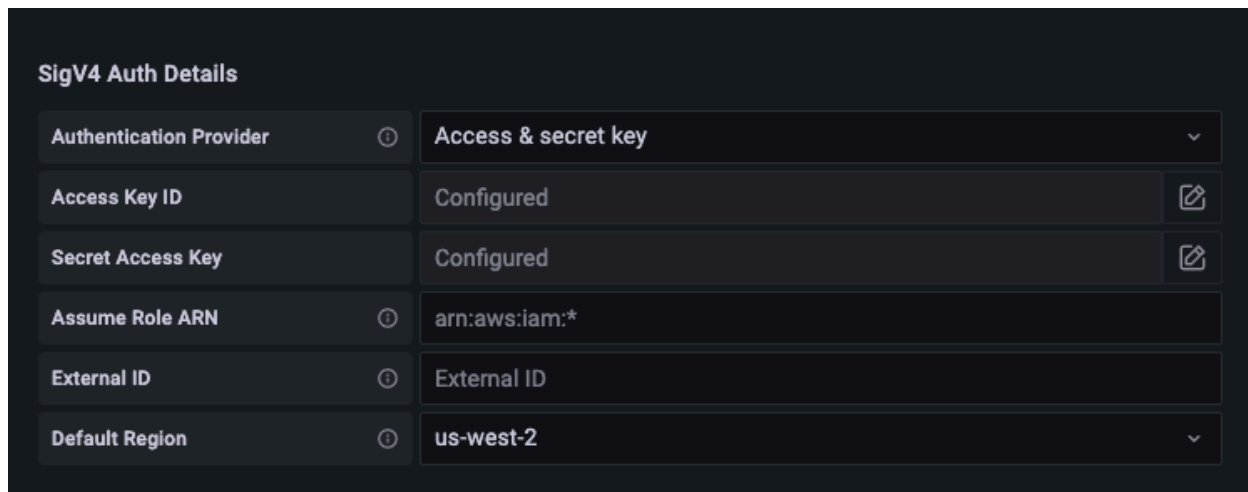 SigV4 Auth Details
Authentication Provider Access & secret key
Access Key ID Configured
Secret Access Key Configured
Assume Role ARN arn:aws:iam:*
External ID External ID
Default Region us-west-2